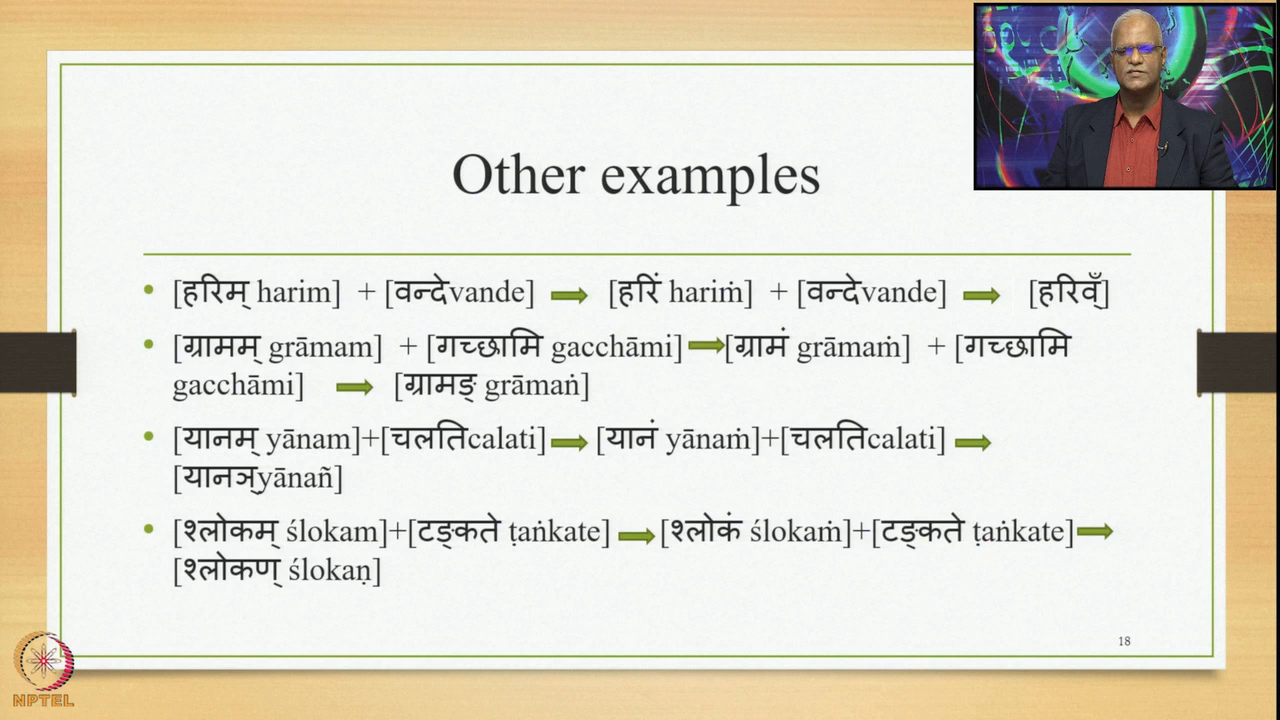 Other examples
[हरिम् harim] + [वन्देvande] → [हरिं hariṁ] + [वन्देvande] → [हरिवँ्]
[ग्रामम् grāmam] + [गच्छामि gacchāmi]→[ग्रामं grāmaṁ] + [गच्छामि
gacchāmi] → [ग्रामङ् grāmaṅ]
[यानम् yānam]+[चलतिcalati]→[यानं yānaṁ]+[चलतिcalati]→
[यानञ्yānañ]
[श्लोकम् ślokam]+[टङ्कते ṭaṅkate]→[श्लोकं ślokaṁ]+[टङ्कते ṭaṅkate]→
[श्लोकण् ślokaṇ]
18
NPTEL